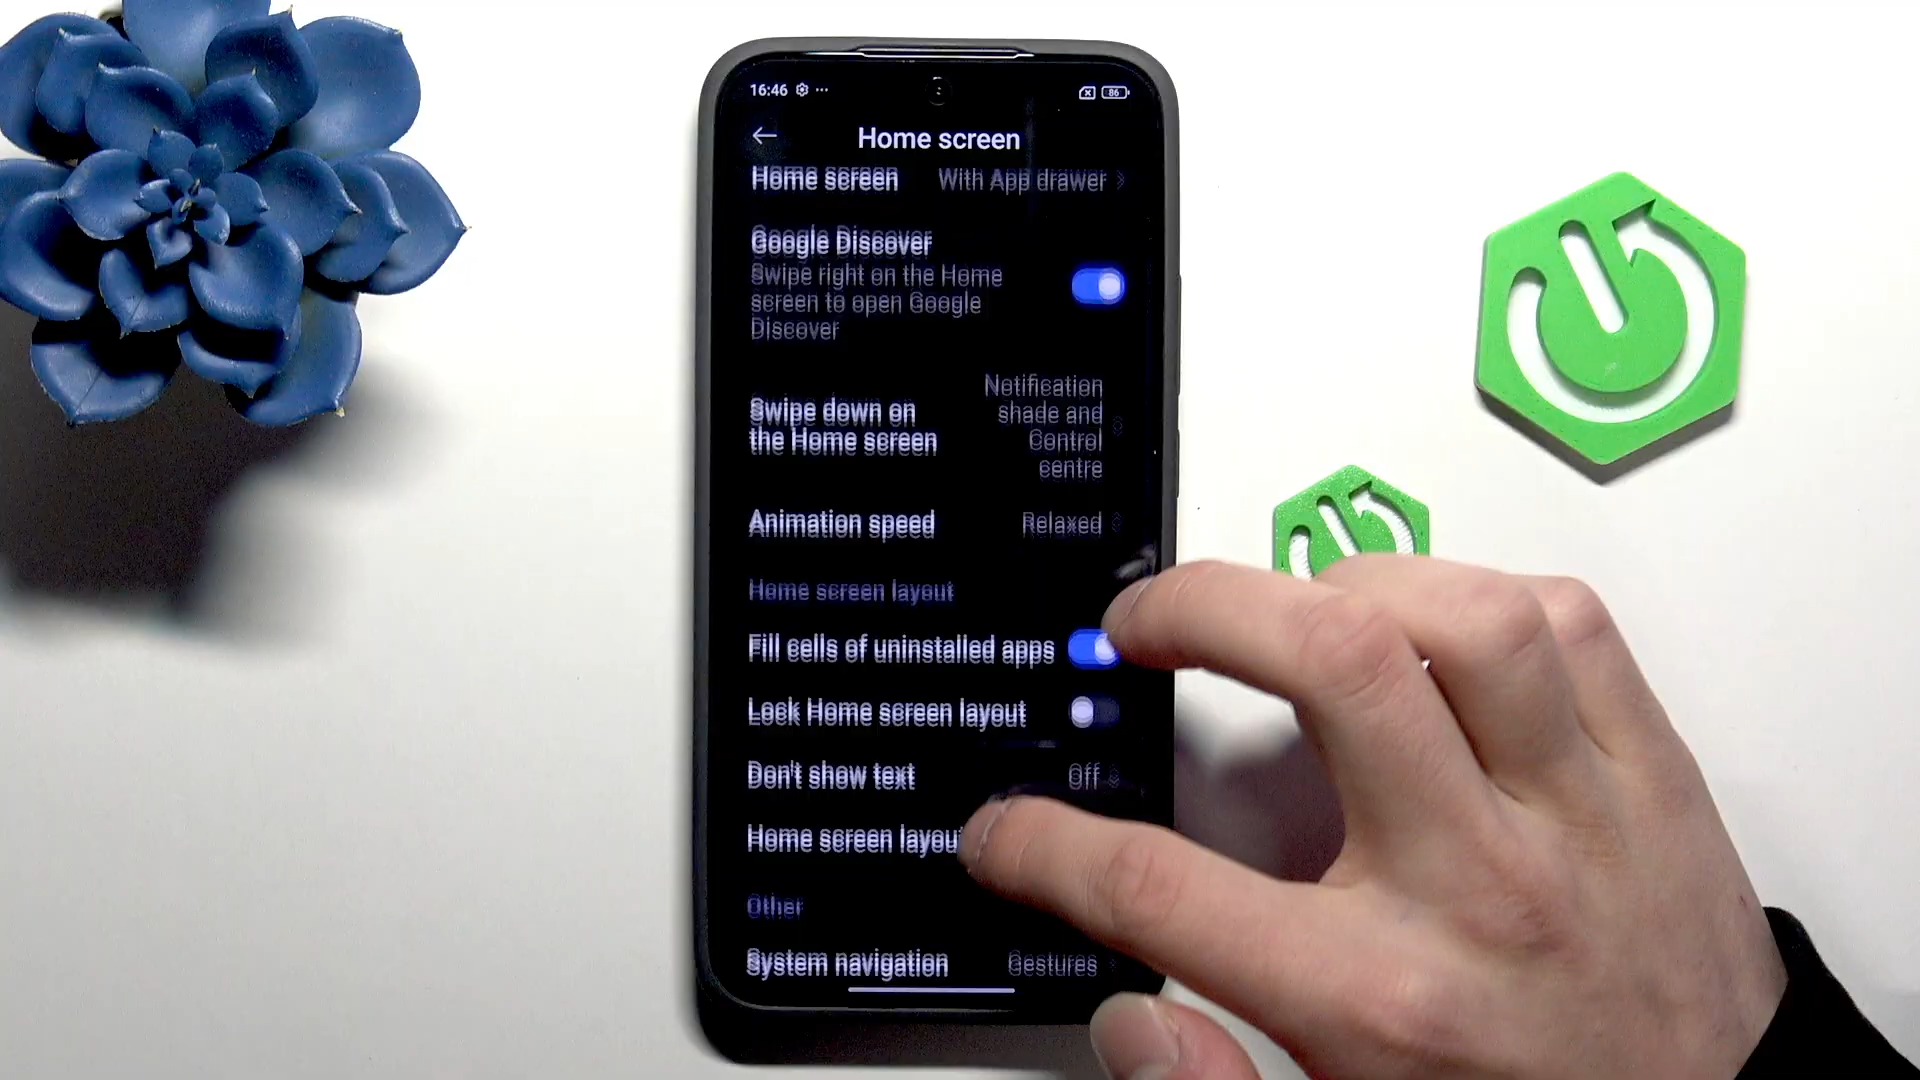 16:46 ... 86
Home screen
Home screen With App drawer
Google Discover
Swipe right on the Home
screen to open Google
Discover
Swipe down on
the Home screen
Notification
shade and
Control
centre
Animation speed Relaxed
Home screen layout
Fill cells of uninstalled apps
Lock Home screen layout
Don't show text Off
Home screen layou
Other
System navigation Gestures